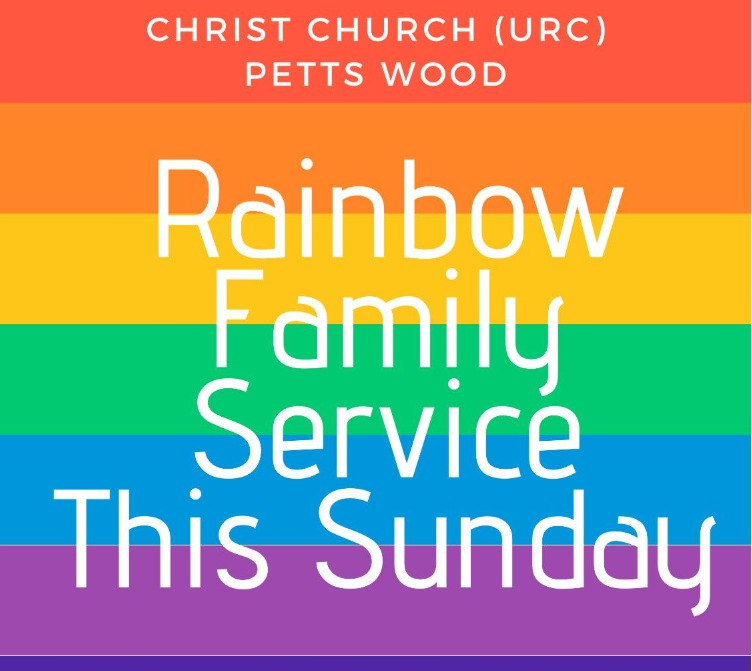 CHRIST CHURCH (URC)
PETTS WOOD
Rainbow
Family
Service
This Sunday